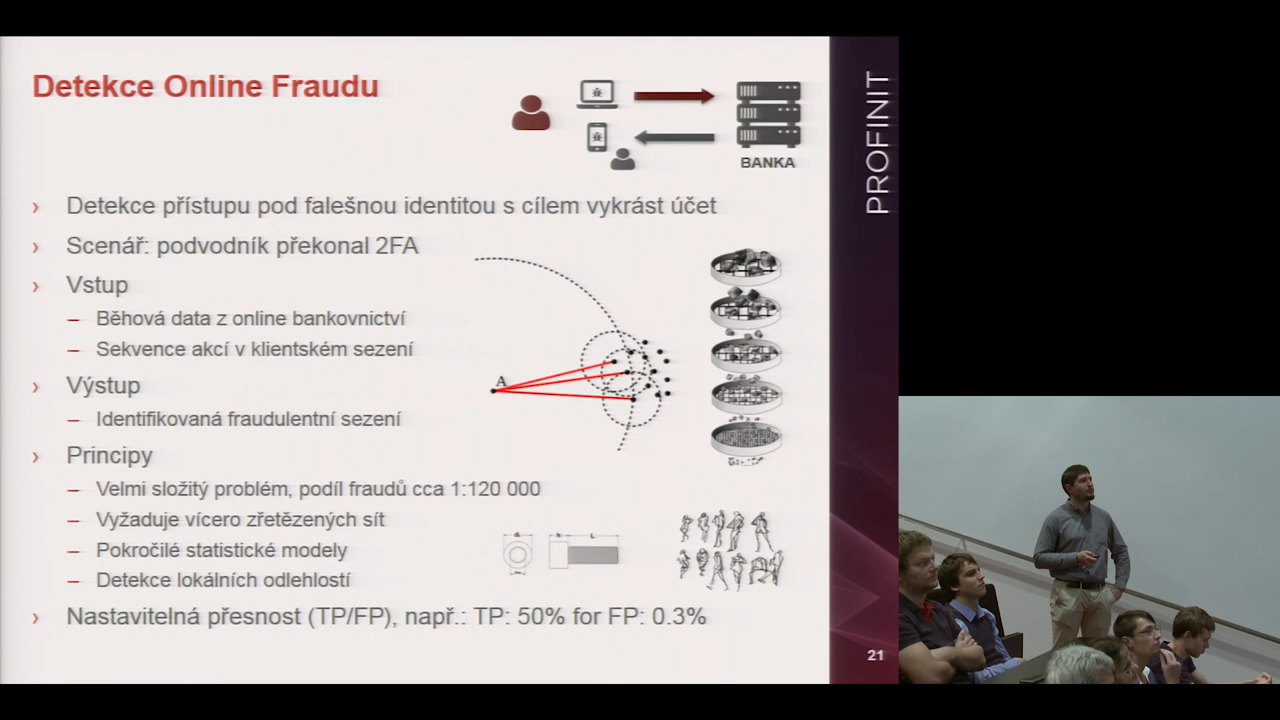 Detekce Online Fraudu
BANKA
PROFINIT
› Detekce přístupu pod falešnou identitou s cílem vykrást účet
› Scénář: podvodník překonal 2FA
› Vstup
– Běhová data z online bankovnictví
– Sekvence akcí v klientském sezení
› Výstup
– Identifikovaná fraudulentní sezení
A
› Principy
– Velmi složitý problém, podíl fraudů cca 1:120 000
– Vyžaduje vícero zřetězených sít
– Pokročilé statistické modely
– Detekce lokálních odlehlostí
› Nastavitelná přesnost (TP/FP), např.: TP: 50% for FP: 0.3%
21